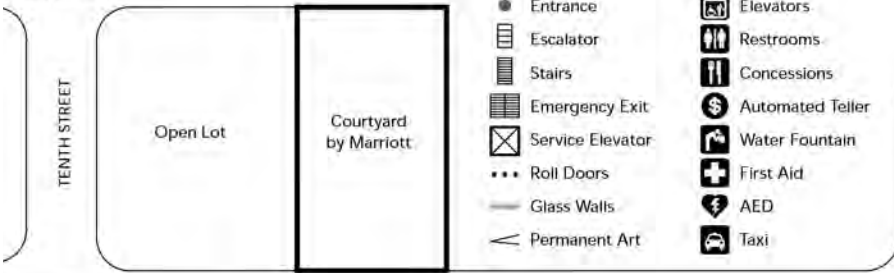 TENTH STREET
Open Lot
Courtyard
by Marriott
Entrance
Escalator
Stairs
Emergency Exit
Service Elevator
Roll Doors
Glass Walls
Permanent Art
Elevators
Restrooms
Concessions
$ Automated Teller
Water Fountain
First Aid
AED
Taxi